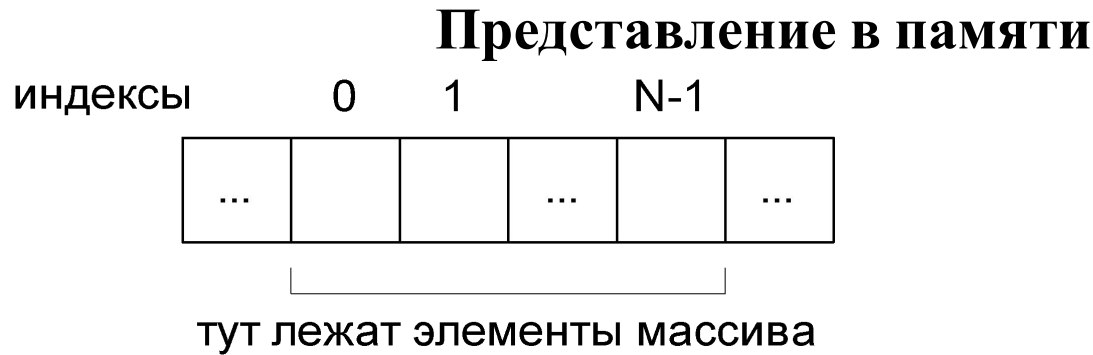 Представление в памяти
индексы 0 1 N-1
... ... ...
тут лежат элементы массива